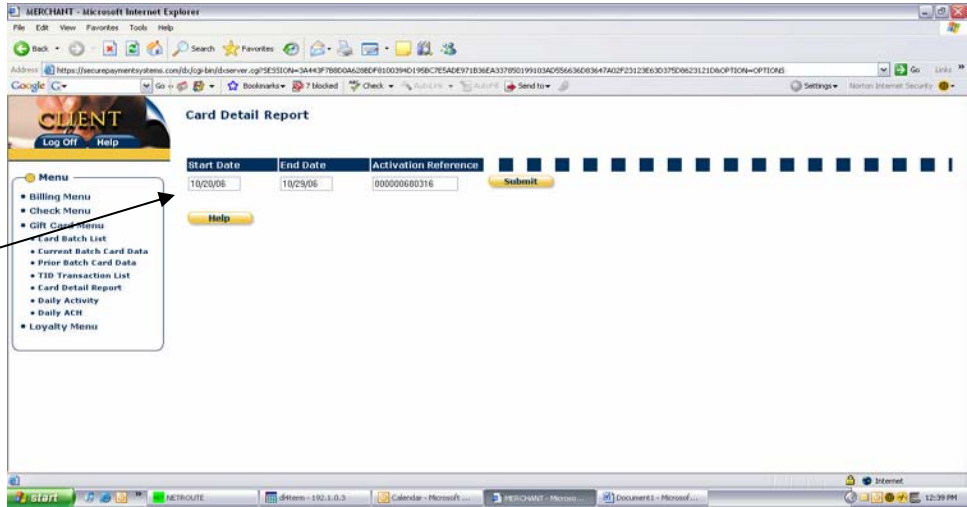 MERCHANT - Microsoft Internet Explorer
File Edit View Favorites Tools Help
Back Search Favorites
Address Go Links
Google Go Bookmarks 7 blocked Check AutoLink AutoFill Send to Settings Norton Internet Security
CLIENT
Log Off Help
Card Detail Report
Start Date End Date Activation Reference
10/20/06 10/29/06 000000680316 Submit
Help
Menu
Billing Menu
Check Menu
Gift Card Menu
Card Batch List
Current Batch Card Data
Prior Batch Card Data
TID Transaction List
Card Detail Report
Daily Activity
Daily ACH
Loyalty Menu
Internet
start NETROUTE dHterm - 192.1.0.3 Calendar - Microsoft ... MERCHANT - Microso... Document1 - Microsof... 12:39 PM